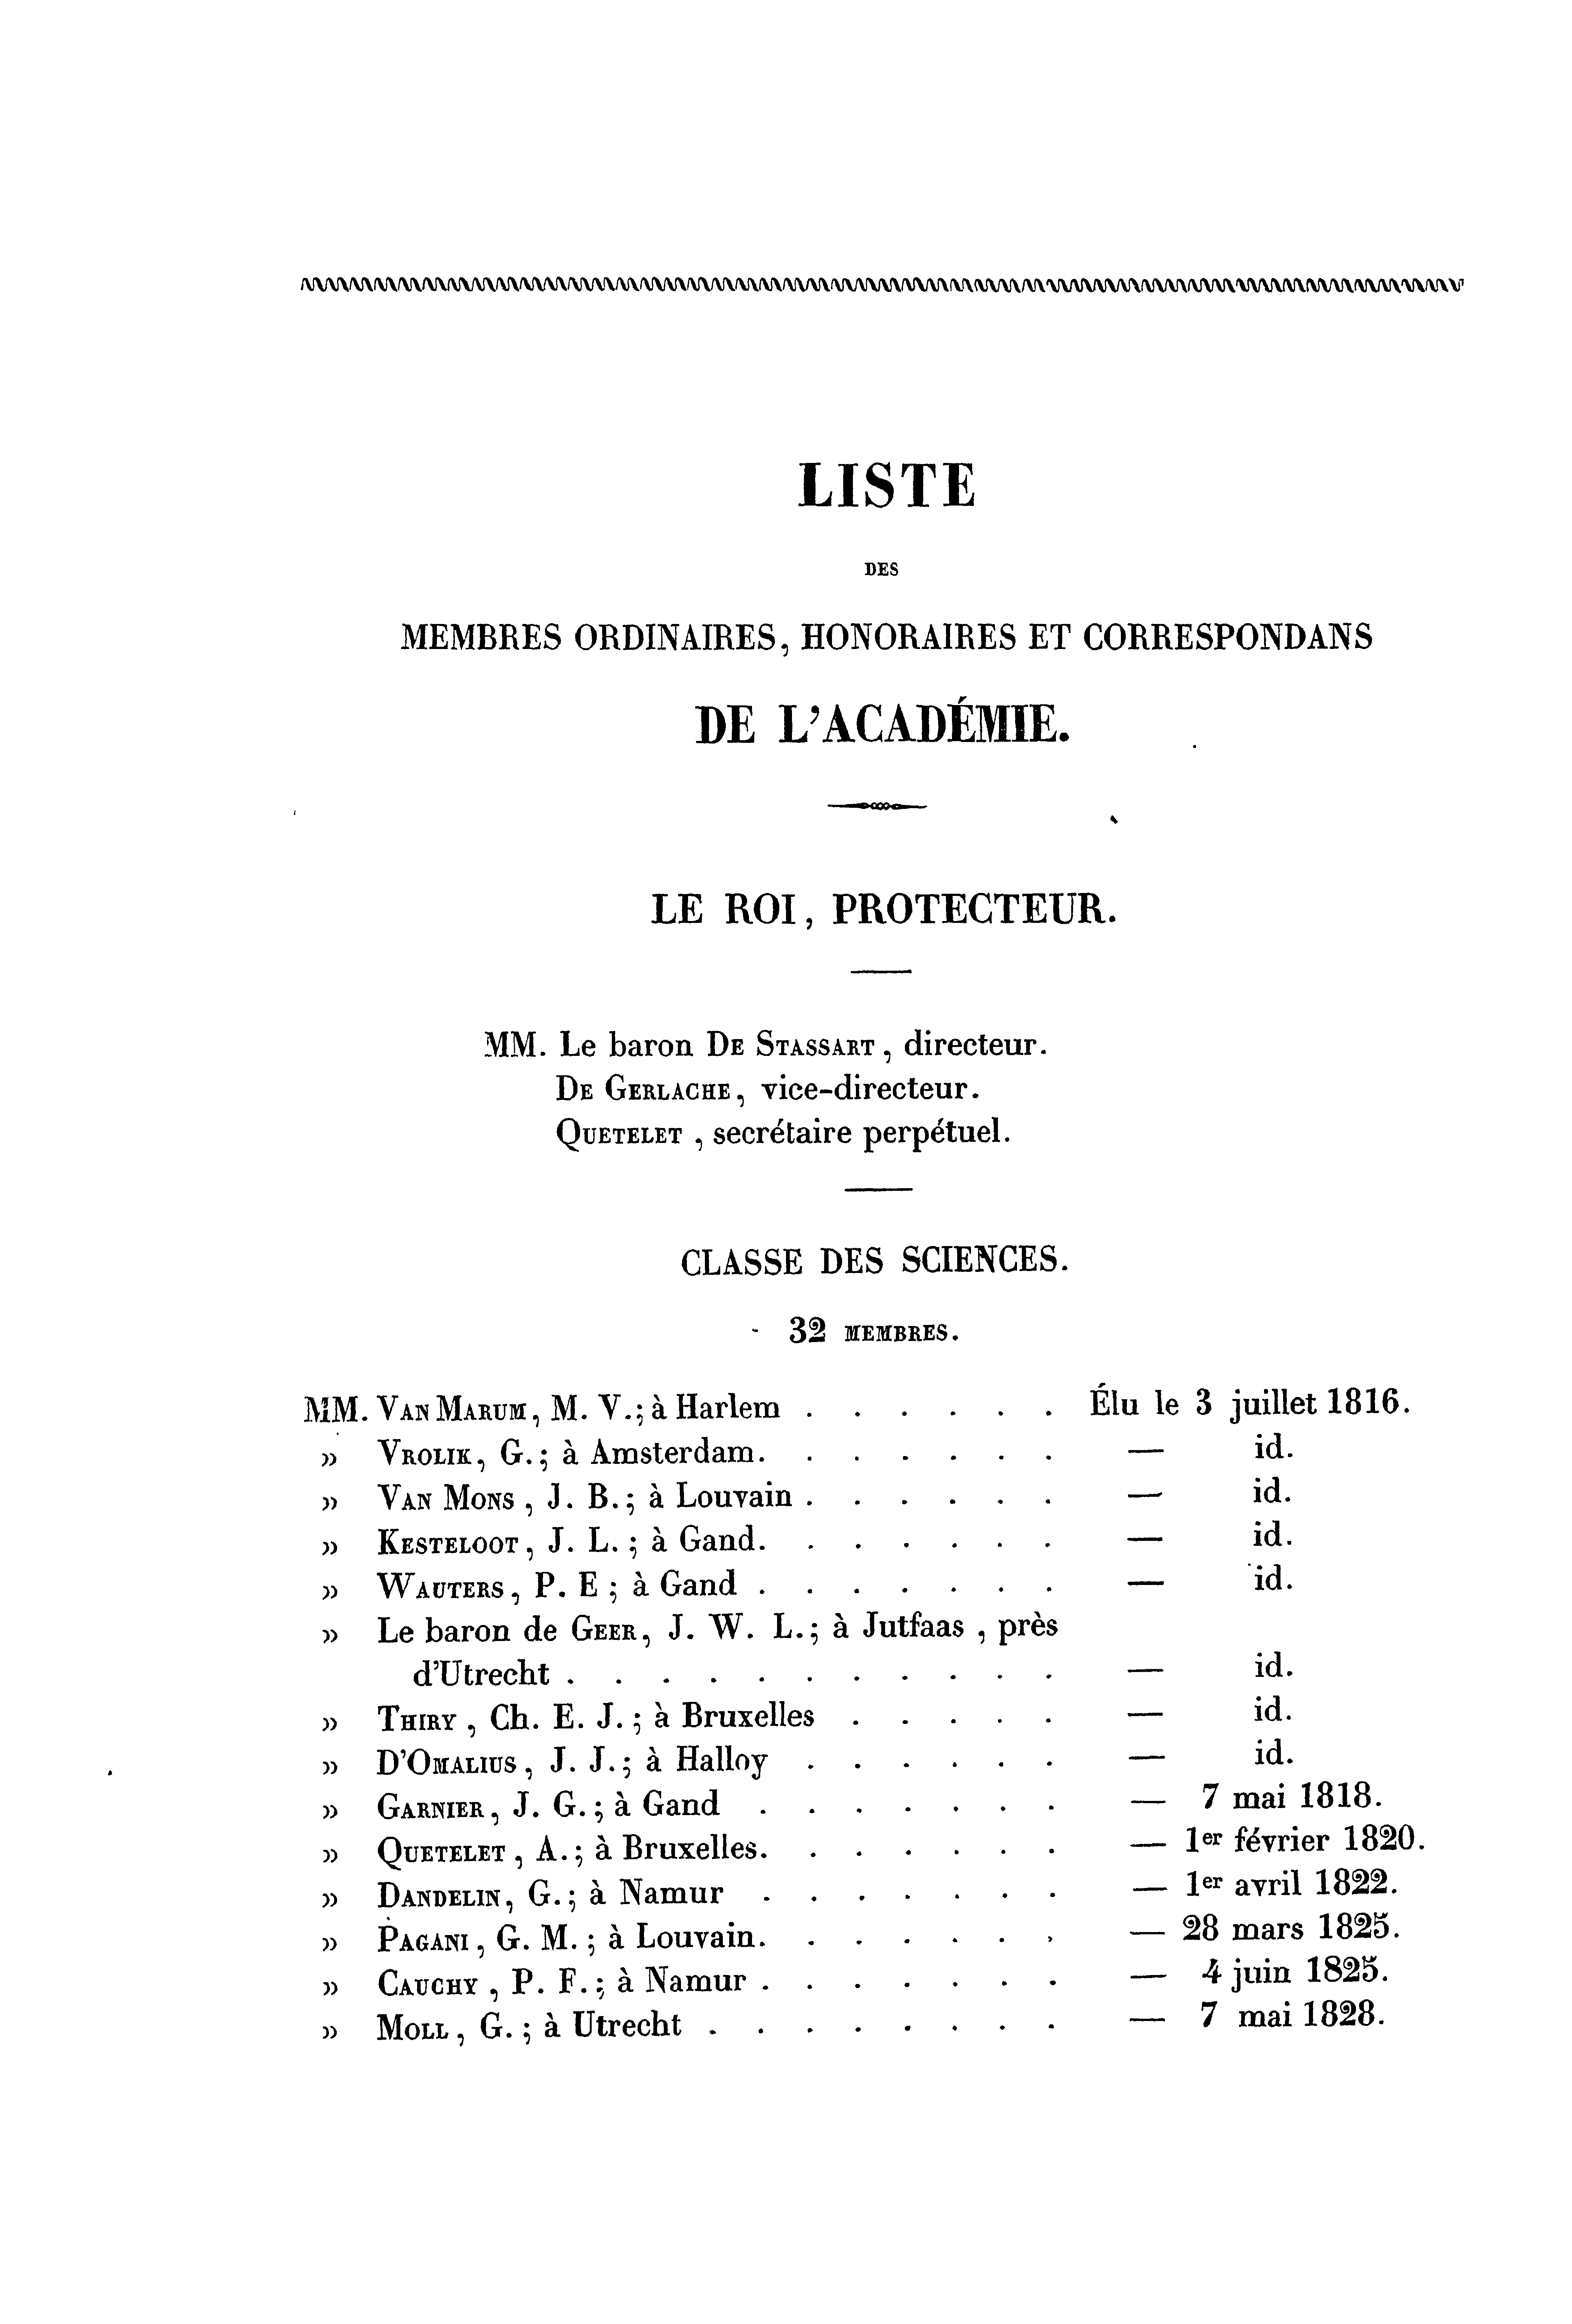 LISTE
DES
MEMBRES ORDINAIRES, HONORAIRES ET CORRESPONDANS
DE L'ACADÉMIE.
LE ROI, PROTECTEUR.
MM. Le baron DE STASSART, directeur.
DE GERLACHE, vice-directeur.
QUETELET, secrétaire perpétuel.
CLASSE DES SCIENCES.
32 MEMBRES.
MM. VAN MARUM, M. V.; à Harlem . . . . . . Élu le 3 juillet 1816.
» VROLIK, G.; à Amsterdam. . . . . . . — id.
» VAN MONS, J. B.; à Louvain . . . . . . — id.
» KESTELOOT, J. L.; à Gand. . . . . . . — id.
» WAUTERS, P. E; à Gand . . . . . . . — id.
» Le baron de GEER, J. W. L.; à Jutfaas, près
d'Utrecht . . . . . . . . . . . — id.
» THIRY, Ch. E. J.; à Bruxelles . . . . . — id.
» D'OMALIUS, J. J.; à Halloy . . . . . . — id.
» GARNIER, J. G.; à Gand . . . . . . . — 7 mai 1818.
» QUETELET, A.; à Bruxelles. . . . . . . — 1er février 1820.
» DANDELIN, G.; à Namur . . . . . . . — 1er avril 1822.
» PAGANI, G. M.; à Louvain. . . . . . . — 28 mars 1825.
» CAUCHY, P. F.; à Namur . . . . . . . — 4 juin 1825.
» MOLL, G.; à Utrecht . . . . . . . . — 7 mai 1828.